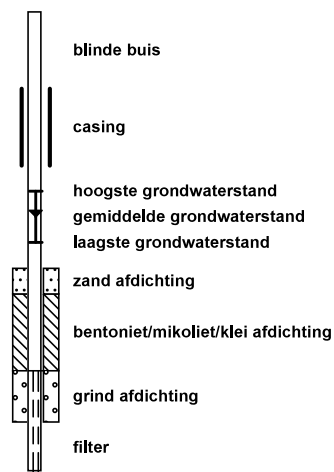 blinde buis
casing
hoogste grondwaterstand
gemiddelde grondwaterstand
laagste grondwaterstand
zand afdichting
bentoniet/mikoliet/klei afdichting
grind afdichting
filter